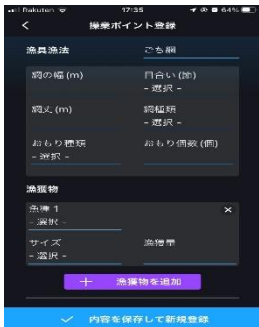 Rakuten 17:35 64%
操業ポイント登録
漁具漁法 ごち網
網の幅(m) 目合い(節)
- 選択 -
網丈(m) 網種類
- 選択 -
おもり種類 おもり個数(個)
- 選択 -
漁獲物
魚種 1
- 選択 -
サイズ 漁獲量
- 選択 -
漁獲物を追加
内容を保存して新規登録